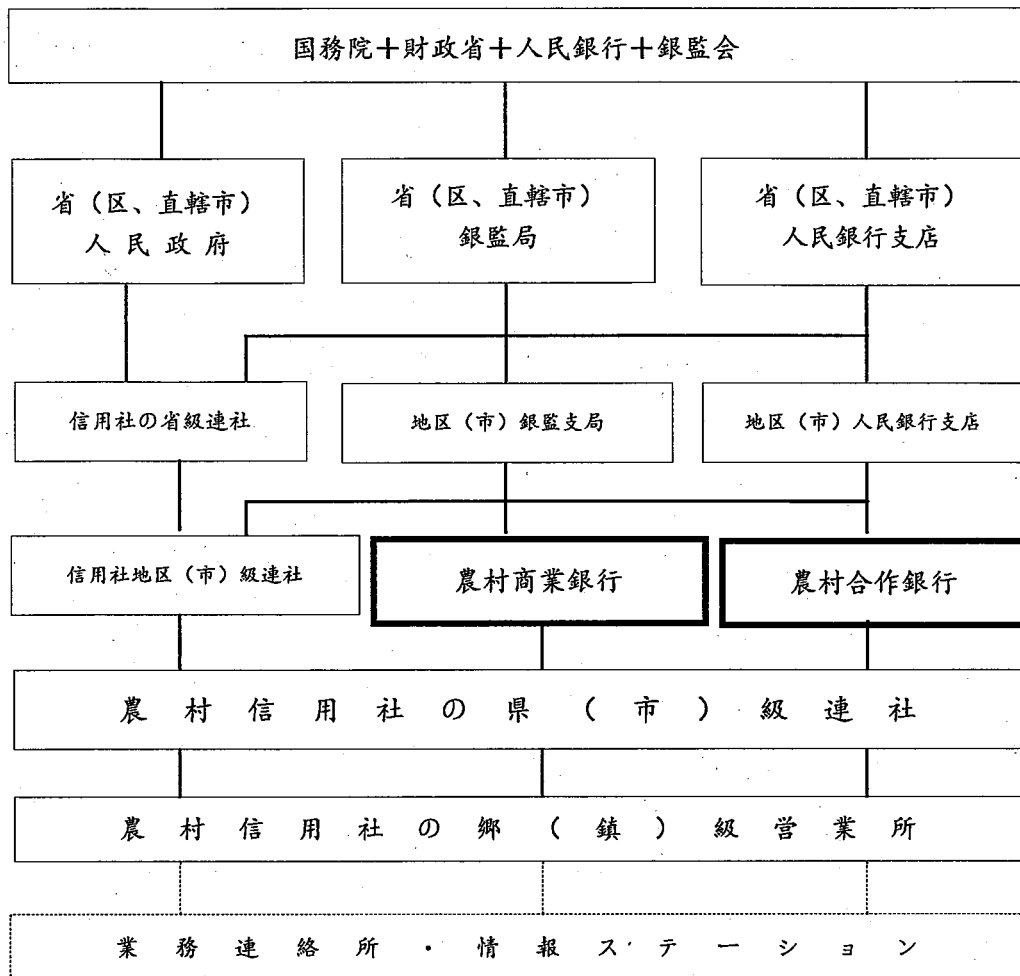 国務院＋財政省＋人民銀行＋銀監会
省（区、直轄市）
人民政府
省（区、直轄市）
銀監局
省（区、直轄市）
人民銀行支店
信用社の省級連社
地区（市）銀監支局
地区（市）人民銀行支店
信用社地区（市）級連社
農村商業銀行
農村合作銀行
農村信用社の県（市）級連社
農村信用社の郷（鎮）級営業所
業務連絡所・情報ステーション